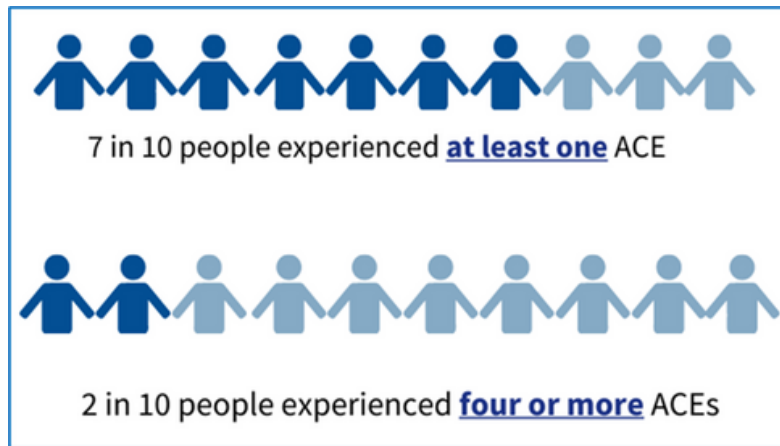 7 in 10 people experienced at least one ACE
2 in 10 people experienced four or more ACEs